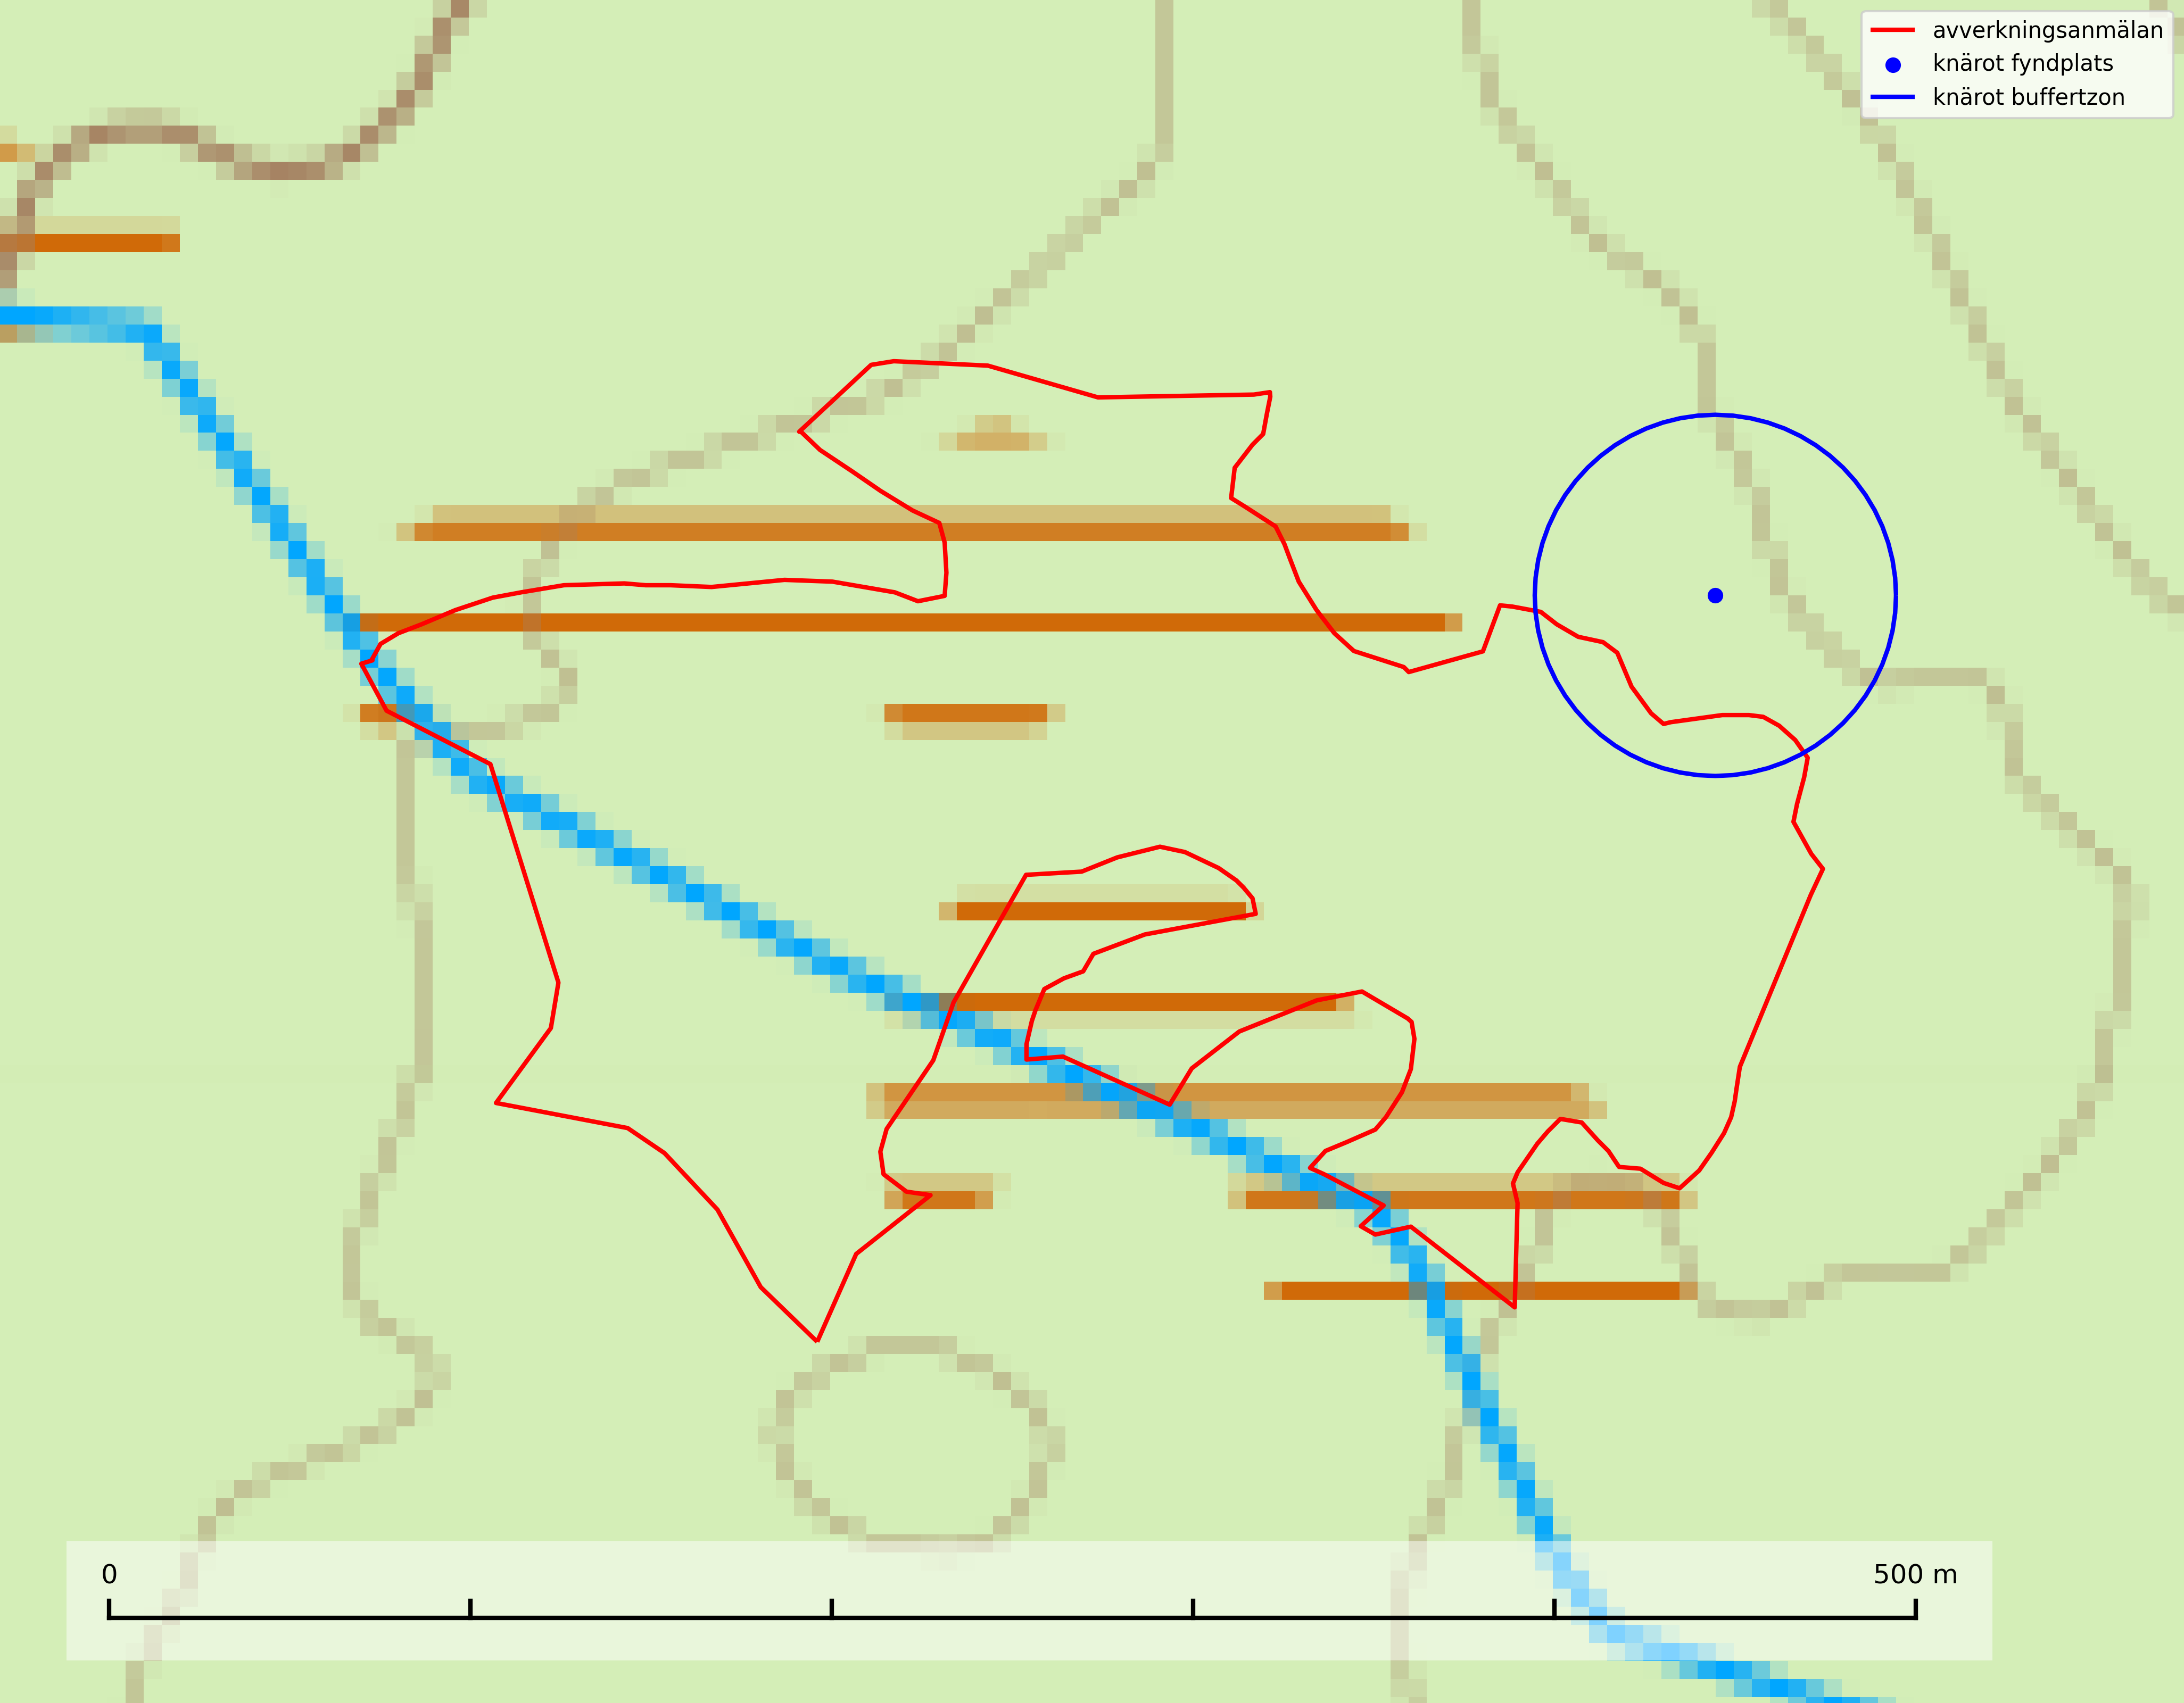 avverkningsanmälan
knärot fyndplats
knärot buffertzon
0
500 m